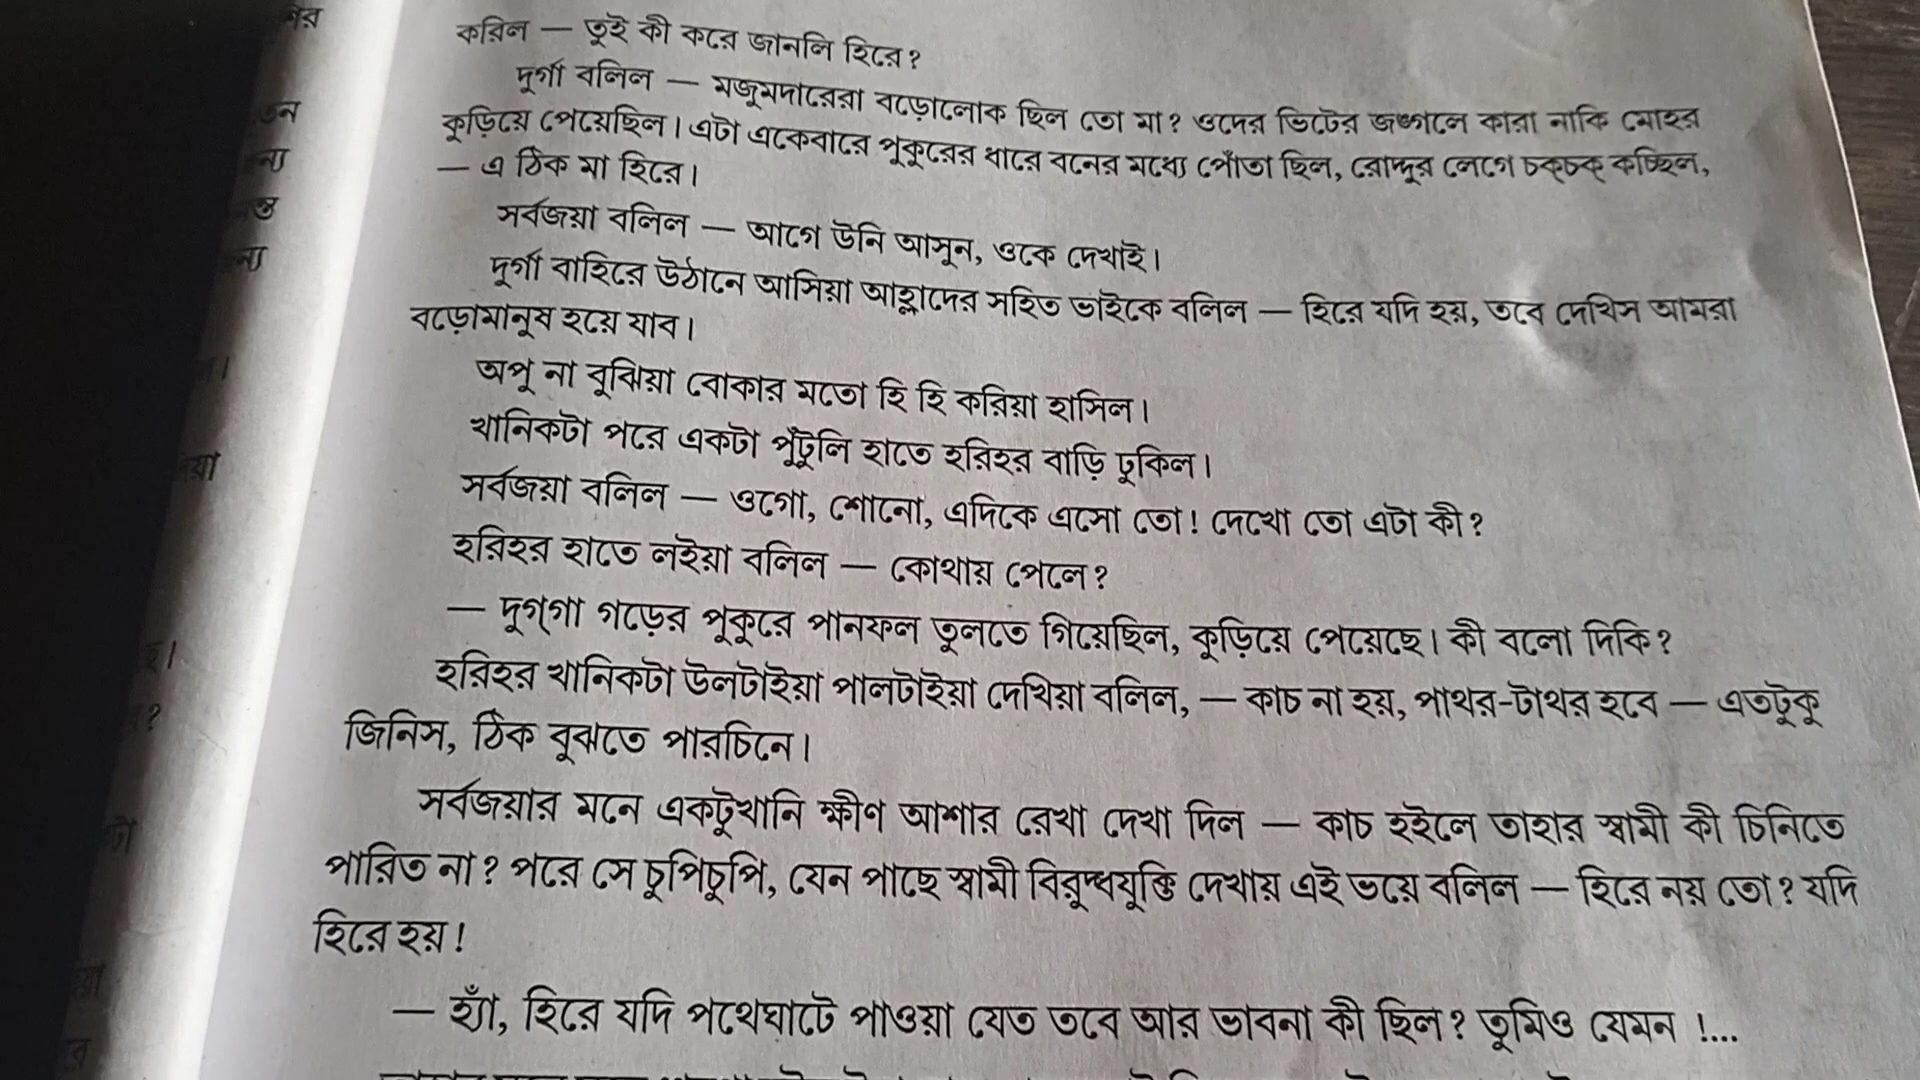 করিল — তুই কী করে জানলি হিরে?
দুর্গা বলিল — মজুমদারেরা বড়োলোক ছিল তো মা? ওদের ভিটের জঙ্গলে কারা নাকি মোহর
কুড়িয়ে পেয়েছিল। এটা একেবারে পুকুরের ধারে বনের মধ্যে পোঁতা ছিল, রোদ্দুর লেগে চক্‌চক্‌ কচ্ছিল,
— এ ঠিক মা হিরে।
সর্বজয়া বলিল — আগে উনি আসুন, ওকে দেখাই।
দুর্গা বাহিরে উঠানে আসিয়া আহ্লাদের সহিত ভাইকে বলিল — হিরে যদি হয়, তবে দেখিস আমরা
বড়োমানুষ হয়ে যাব।
অপু না বুঝিয়া বোকার মতো হি হি করিয়া হাসিল।
খানিকটা পরে একটা পুঁটুলি হাতে হরিহর বাড়ি ঢুকিল।
সর্বজয়া বলিল — ওগো, শোনো, এদিকে এসো তো! দেখো তো এটা কী?
হরিহর হাতে লইয়া বলিল — কোথায় পেলে?
— দুগ্‌গা গড়ের পুকুরে পানফল তুলতে গিয়েছিল, কুড়িয়ে পেয়েছে। কী বলো দিকি?
হরিহর খানিকটা উলটাইয়া পালটাইয়া দেখিয়া বলিল, — কাচ না হয়, পাথর-টাথর হবে — এতটুকু
জিনিস, ঠিক বুঝতে পারচিনে।
সর্বজয়ার মনে একটুখানি ক্ষীণ আশার রেখা দেখা দিল — কাচ হইলে তাহার স্বামী কী চিনিতে
পারিত না? পরে সে চুপিচুপি, যেন পাছে স্বামী বিরুদ্ধযুক্তি দেখায় এই ভয়ে বলিল — হিরে নয় তো? যদি
হিরে হয়!
— হ্যাঁ, হিরে যদি পথেঘাটে পাওয়া যেত তবে আর ভাবনা কী ছিল? তুমিও যেমন !...